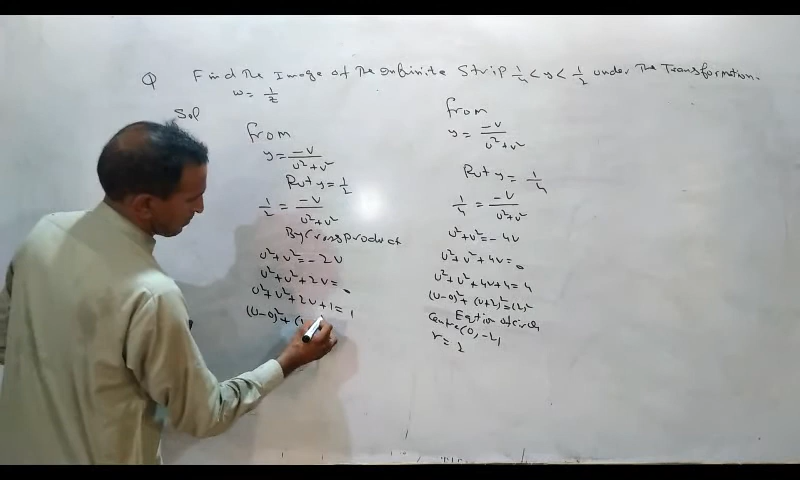 Q Find The Image of The Infinite Strip 1/4 < y < 1/2 under The Transformation.
w = 1/z
Sol
from
y = -v/(u²+v²)
Put y = 1/2
1/2 = -v/(u²+v²)
By Cross product
u²+v² = -2v
u²+v²+2v = 0
u²+v²+2v+1 = 1
(u-0)²+(
from
y = -v/(u²+v²)
Put y = 1/4
1/4 = -v/(u²+v²)
u²+v² = -4v
u²+v²+4v = 0
u²+v²+4v+4 = 4
(u-0)²+(v+2)²=(2)²
Eqtion of circle
Centre(0,-2)
r = 2